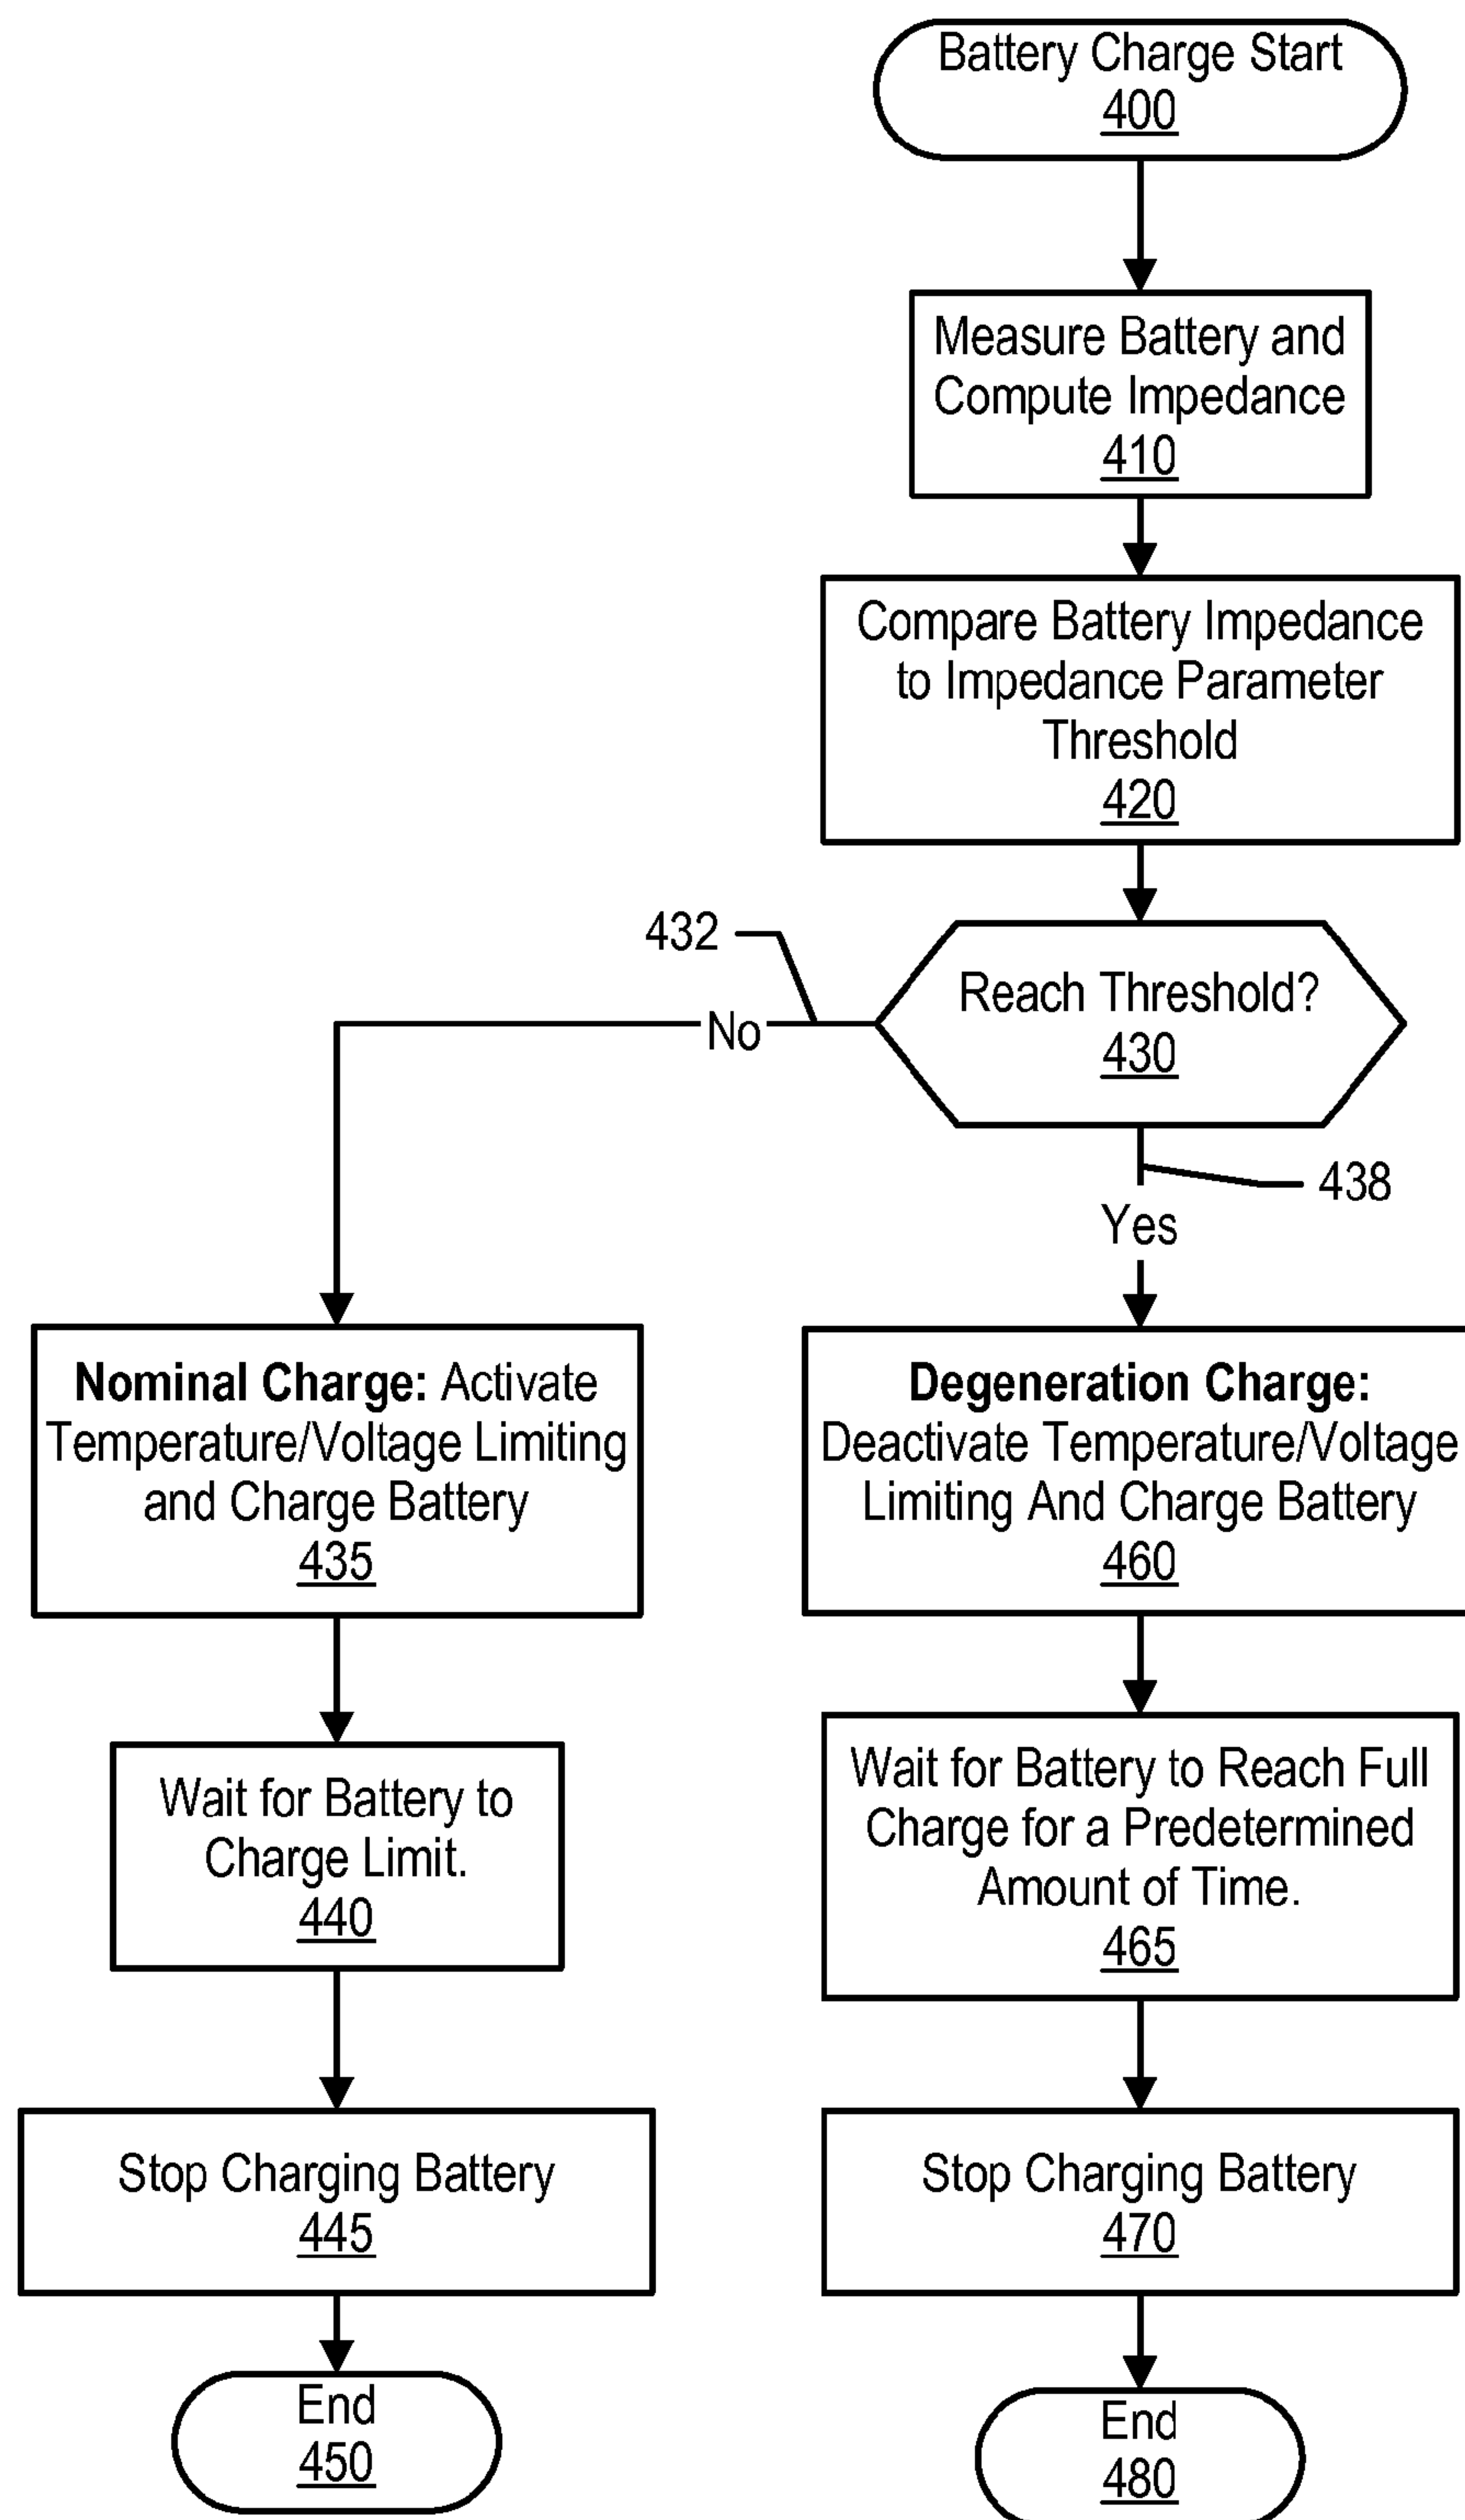 Battery Charge Start
400
Measure Battery and
Compute Impedance
410
Compare Battery Impedance
to Impedance Parameter
Threshold
420
432
Reach Threshold?
430
No
438
Yes
Nominal Charge: Activate
Temperature/Voltage Limiting
and Charge Battery
435
Degeneration Charge:
Deactivate Temperature/Voltage
Limiting And Charge Battery
460
Wait for Battery to
Charge Limit.
440
Wait for Battery to Reach Full
Charge for a Predetermined
Amount of Time.
465
Stop Charging Battery
445
Stop Charging Battery
470
End
450
End
480